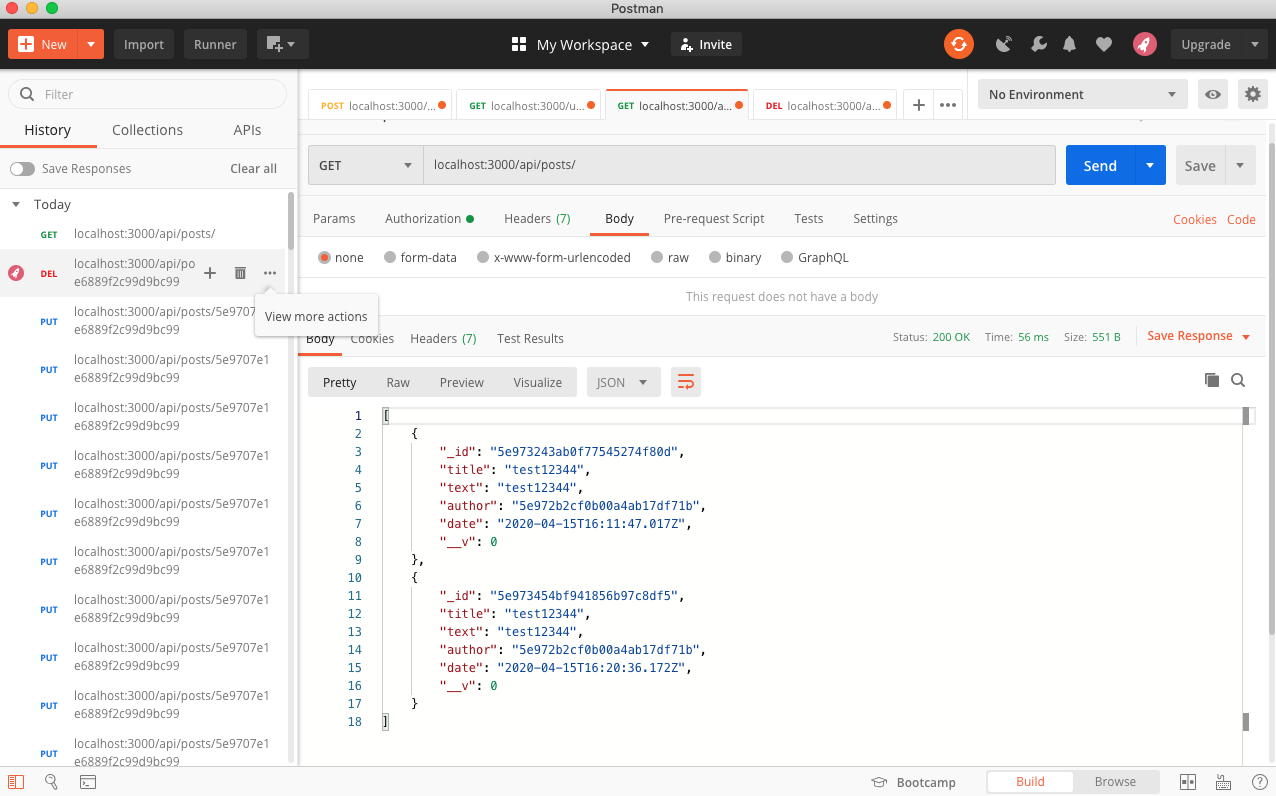 Postman
New
Import
Runner
My Workspace
Invite
Upgrade
Filter
History
Collections
APIs
Save Responses
Clear all
Today
GET localhost:3000/api/posts/
DEL localhost:3000/api/po
e6889f2c99d9bc99
PUT localhost:3000/api/posts/5e9707
e6889f2c99d9bc99
View more actions
PUT localhost:3000/api/posts/5e9707e1
e6889f2c99d9bc99
PUT localhost:3000/api/posts/5e9707e1
e6889f2c99d9bc99
PUT localhost:3000/api/posts/5e9707e1
e6889f2c99d9bc99
PUT localhost:3000/api/posts/5e9707e1
e6889f2c99d9bc99
PUT localhost:3000/api/posts/5e9707e1
e6889f2c99d9bc99
PUT localhost:3000/api/posts/5e9707e1
e6889f2c99d9bc99
PUT localhost:3000/api/posts/5e9707e1
e6889f2c99d9bc99
PUT localhost:3000/api/posts/5e9707e1
e6889f2c99d9bc99
PUT localhost:3000/api/posts/5e9707e1
e6889f2c99d9bc99
POST localhost:3000/...
GET localhost:3000/u...
GET localhost:3000/a...
DEL localhost:3000/a...
No Environment
GET
localhost:3000/api/posts/
Send
Save
Params
Authorization
Headers (7)
Body
Pre-request Script
Tests
Settings
Cookies
Code
none
form-data
x-www-form-urlencoded
raw
binary
GraphQL
This request does not have a body
Body
Cookies
Headers (7)
Test Results
Status: 200 OK
Time: 56 ms
Size: 551 B
Save Response
Pretty
Raw
Preview
Visualize
JSON
1 [
2 {
3 "_id": "5e973243ab0f77545274f80d",
4 "title": "test12344",
5 "text": "test12344",
6 "author": "5e972b2cf0b00a4ab17df71b",
7 "date": "2020-04-15T16:11:47.017Z",
8 "__v": 0
9 },
10 {
11 "_id": "5e973454bf941856b97c8df5",
12 "title": "test12344",
13 "text": "test12344",
14 "author": "5e972b2cf0b00a4ab17df71b",
15 "date": "2020-04-15T16:20:36.172Z",
16 "__v": 0
17 }
18 ]
Bootcamp
Build
Browse